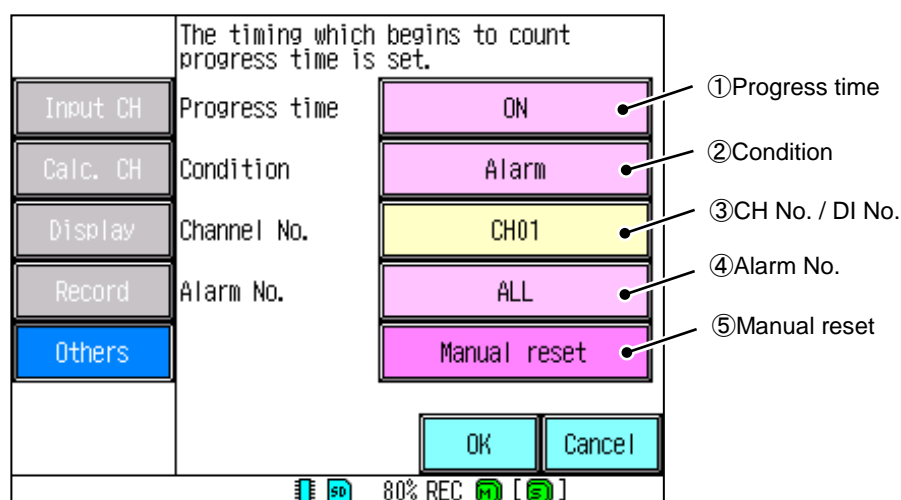 The timing which begins to count
progress time is set.
Input CH
Progress time
ON
①Progress time
Calc. CH
Condition
Alarm
②Condition
Display
Channel No.
CH01
③CH No. / DI No.
Record
Alarm No.
ALL
④Alarm No.
Others
Manual reset
⑤Manual reset
OK
Cancel
SD 80% REC M [S]